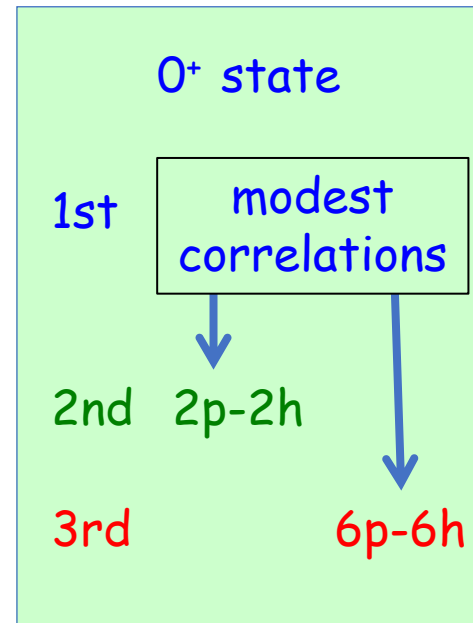 0⁺ state
1st modest
correlations
2nd 2p-2h
3rd 6p-6h